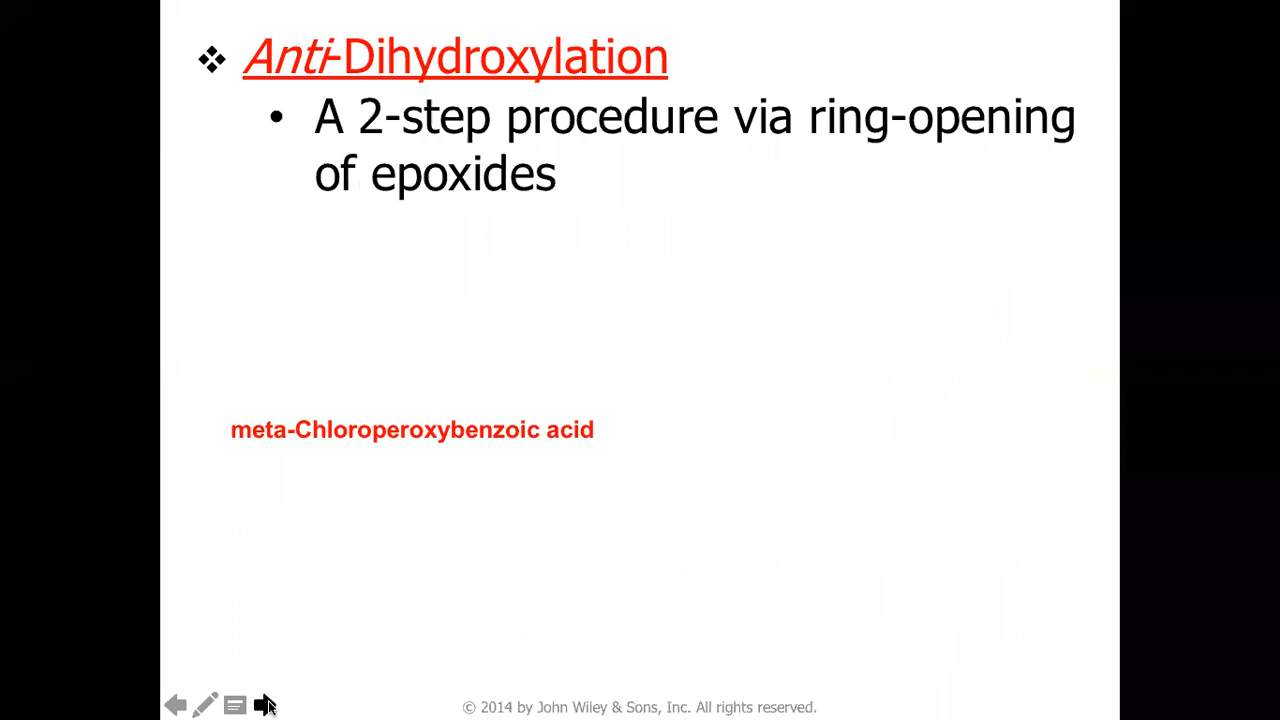 Anti-Dihydroxylation
• A 2-step procedure via ring-opening
of epoxides
meta-Chloroperoxybenzoic acid
© 2014 by John Wiley & Sons, Inc. All rights reserved.